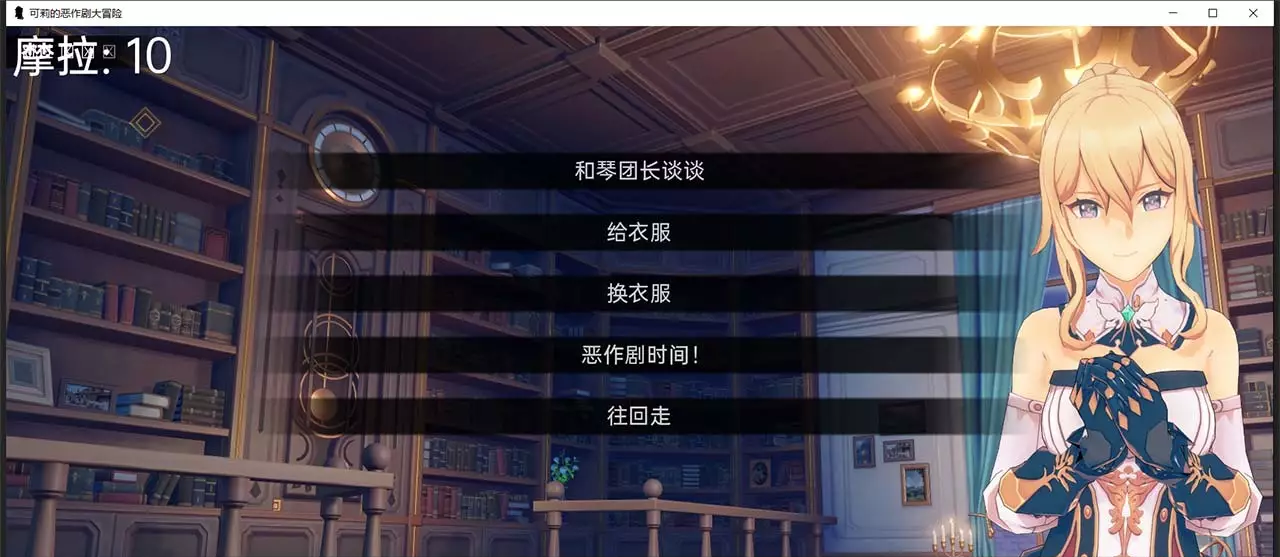 可莉的恶作剧大冒险
摩拉: 10
和琴团长谈谈
给衣服
换衣服
恶作剧时间！
往回走